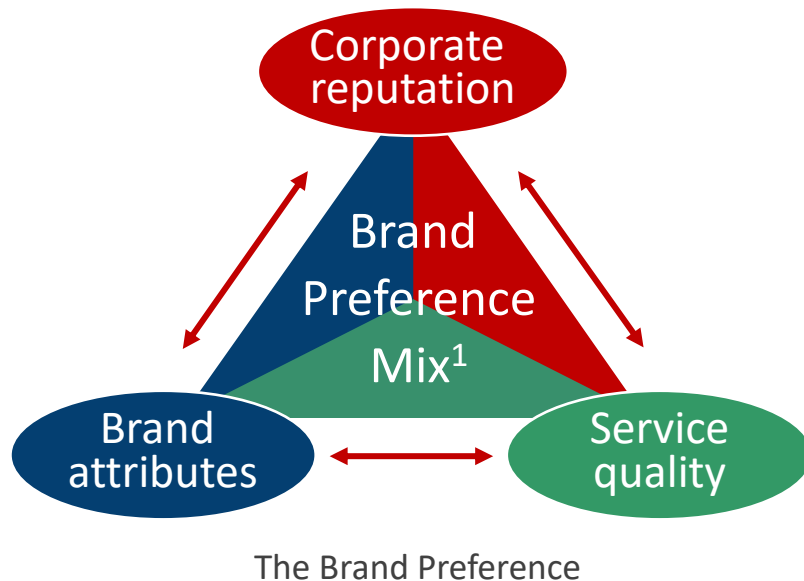 Corporate
reputation
Brand
Preference
Mix¹
Brand
attributes
Service
quality
The Brand Preference